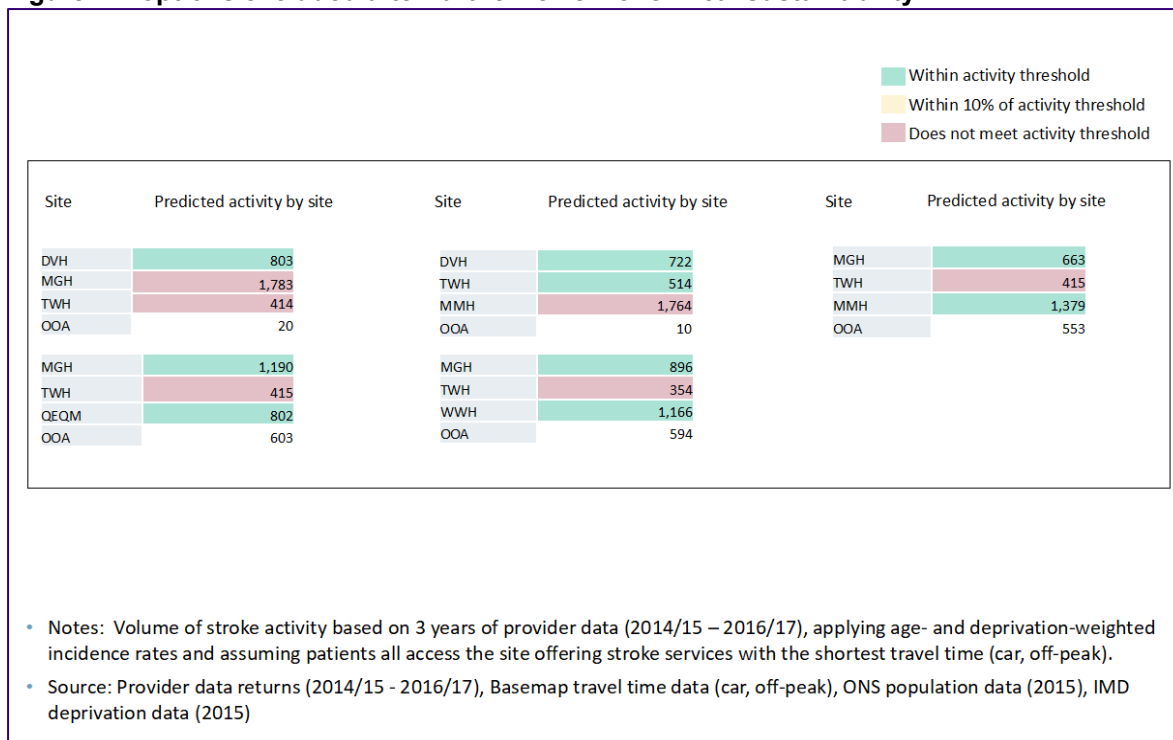 Within activity threshold
Within 10% of activity threshold
Does not meet activity threshold
Site Predicted activity by site Site Predicted activity by site Site Predicted activity by site
DVH 803
MGH 1,783
TWH 414
OOA 20
DVH 722
TWH 514
MMH 1,764
OOA 10
MGH 663
TWH 415
MMH 1,379
OOA 553
MGH 1,190
TWH 415
QEQM 802
OOA 603
MGH 896
TWH 354
WWH 1,166
OOA 594
• Notes: Volume of stroke activity based on 3 years of provider data (2014/15 – 2016/17), applying age- and deprivation-weighted
incidence rates and assuming patients all access the site offering stroke services with the shortest travel time (car, off-peak).
• Source: Provider data returns (2014/15 - 2016/17), Basemap travel time data (car, off-peak), ONS population data (2015), IMD
deprivation data (2015)